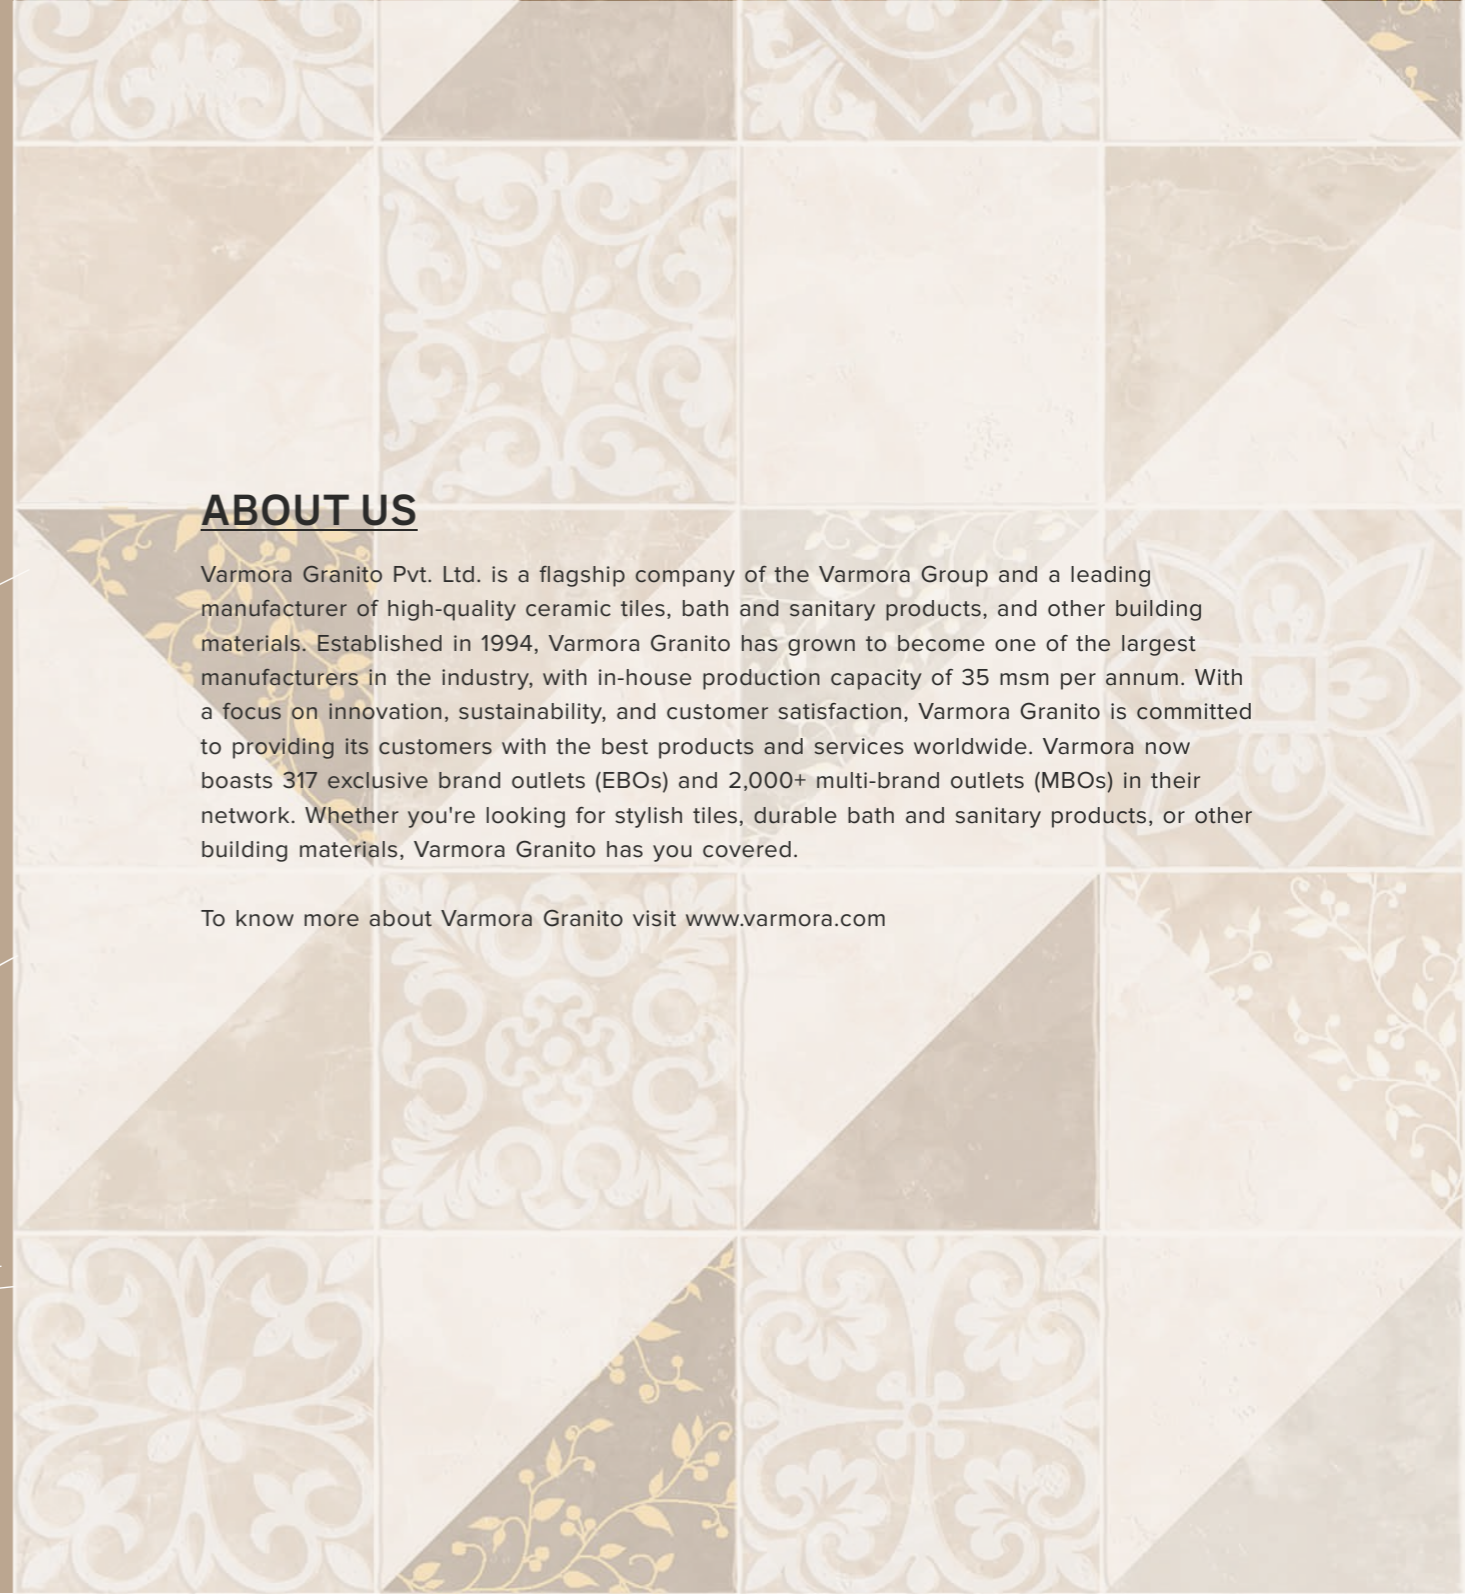 ABOUT US
Varmora Granito Pvt. Ltd. is a flagship company of the Varmora Group and a leading
manufacturer of high-quality ceramic tiles, bath and sanitary products, and other building
materials. Established in 1994, Varmora Granito has grown to become one of the largest
manufacturers in the industry, with in-house production capacity of 35 msm per annum. With
a focus on innovation, sustainability, and customer satisfaction, Varmora Granito is committed
to providing its customers with the best products and services worldwide. Varmora now
boasts 317 exclusive brand outlets (EBOs) and 2,000+ multi-brand outlets (MBOs) in their
network. Whether you're looking for stylish tiles, durable bath and sanitary products, or other
building materials, Varmora Granito has you covered.
To know more about Varmora Granito visit www.varmora.com